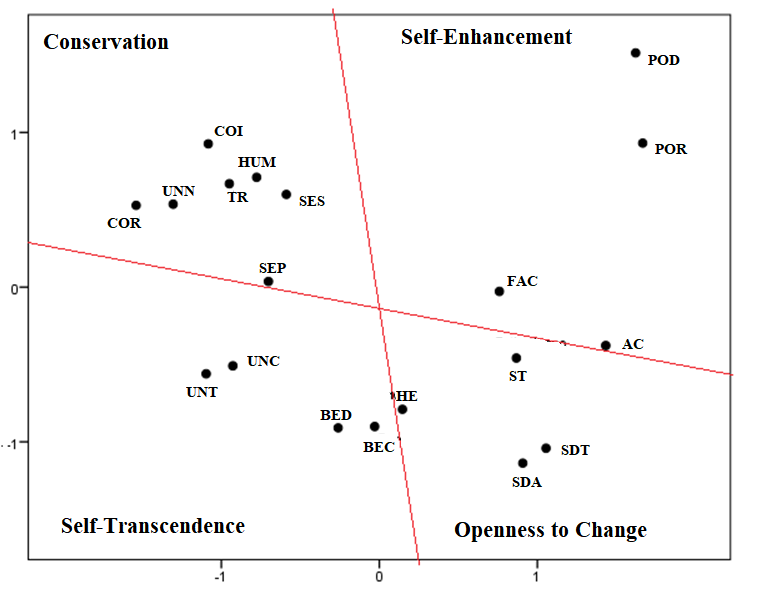 Conservation
Self-Enhancement
POD
1
COI
POR
HUM
UNN
TR
SES
COR
SEP
0
FAC
AC
UNC
ST
UNT
HE
BED
BEC
-1
SDT
SDA
Self-Transcendence
Openness to Change
-1
0
1